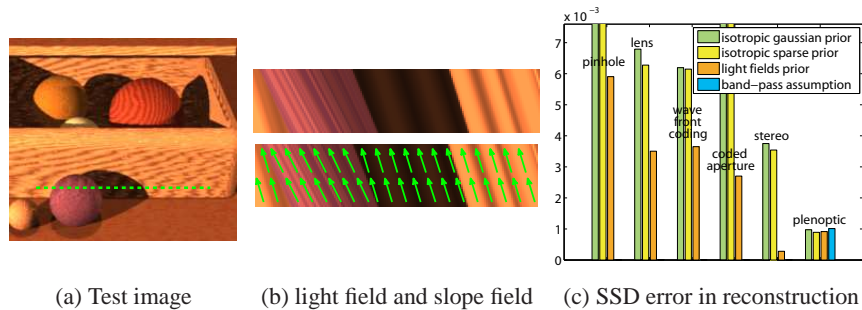 x 10⁻³
7
6
5
4
3
2
1
0
isotropic gaussian prior
isotropic sparse prior
light fields prior
band−pass assumption
pinhole
lens
wave
front
coding
coded
aperture
stereo
plenoptic
(a) Test image
(b) light field and slope field
(c) SSD error in reconstruction